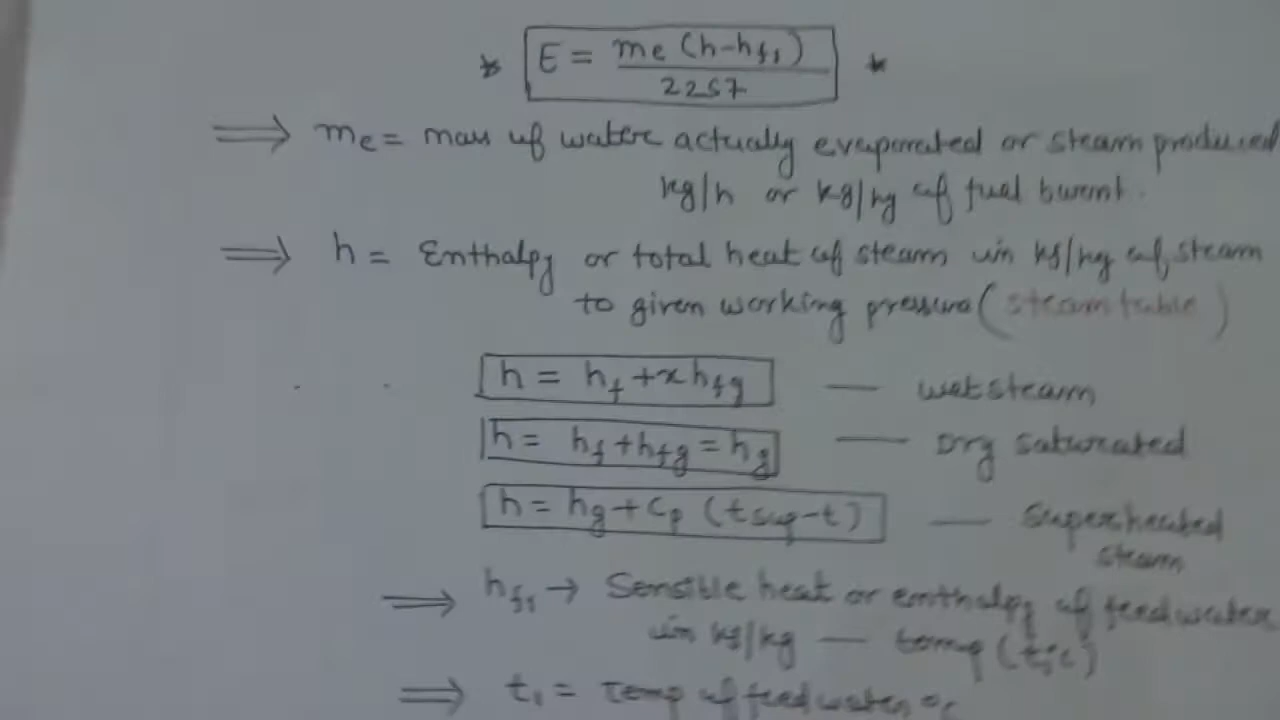 * E = me (h-hf1) / 2257 *
⟹ me = mass of water actually evaporated or steam produced
kg/h or kg/kg of fuel burnt.
⟹ h = Enthalpy or total heat of steam in kJ/kg of steam
to given working pressure (steam table)
h = hf + x hfg — wet steam
h = hf + hfg = hg — Dry saturated
h = hg + Cp (tsup - t) — Superheated
steam
⟹ hf1 → Sensible heat or enthalpy of feed water
in kJ/kg — temp (t1°c)
⟹ t1 = Temp of feed water °c